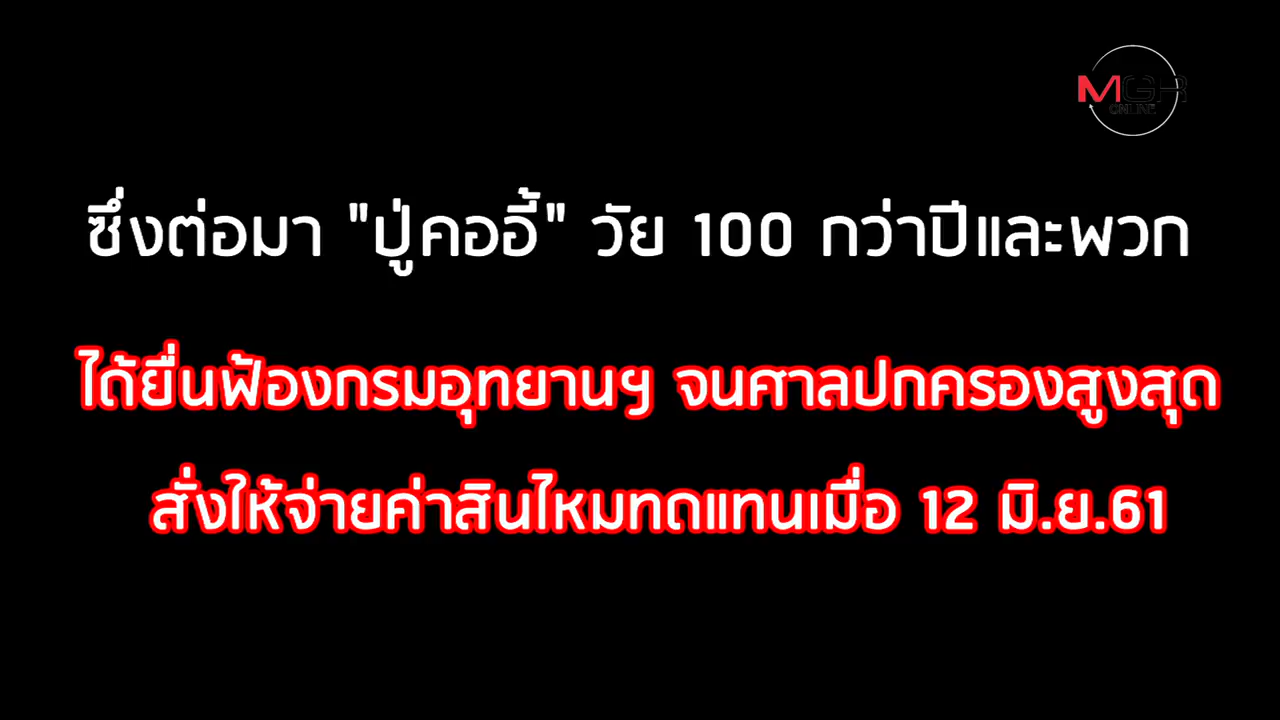 MGR
ONLINE
ซึ่งต่อมา "ปู่คออี้" วัย 100 กว่าปีและพวก
ได้ยื่นฟ้องกรมอุทยานฯ จนศาลปกครองสูงสุด
สั่งให้จ่ายค่าสินไหมทดแทนเมื่อ 12 มิ.ย.61